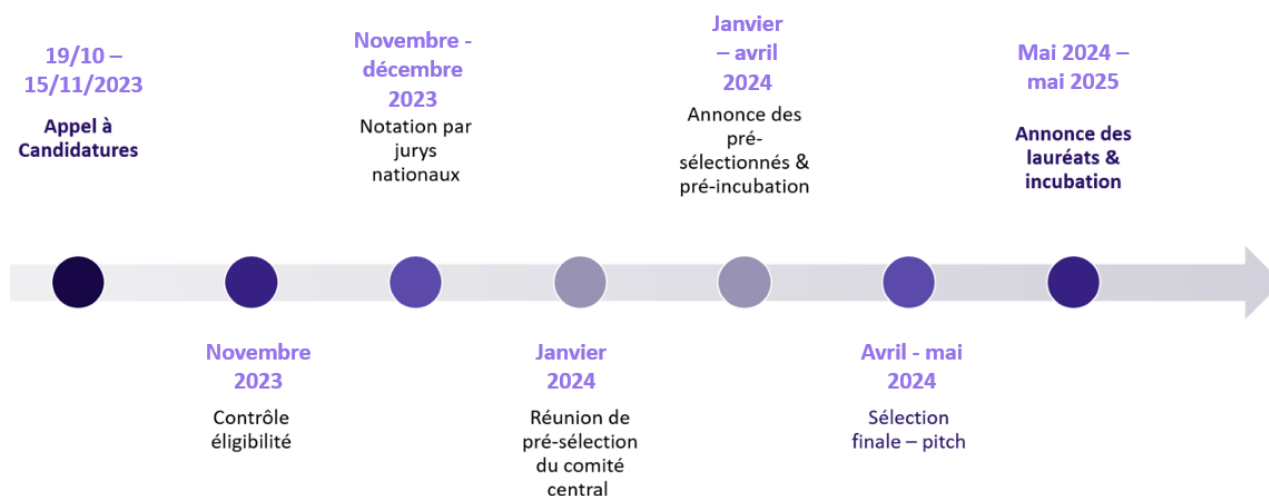 19/10 –
15/11/2023
Appel à
Candidatures
Novembre
2023
Contrôle
éligibilité
Novembre -
décembre
2023
Notation par
jurys
nationaux
Janvier
2024
Réunion de
pré-sélection
du comité
central
Janvier
– avril
2024
Annonce des
pré-
sélectionnés &
pré-incubation
Avril - mai
2024
Sélection
finale – pitch
Mai 2024 –
mai 2025
Annonce des
lauréats &
incubation